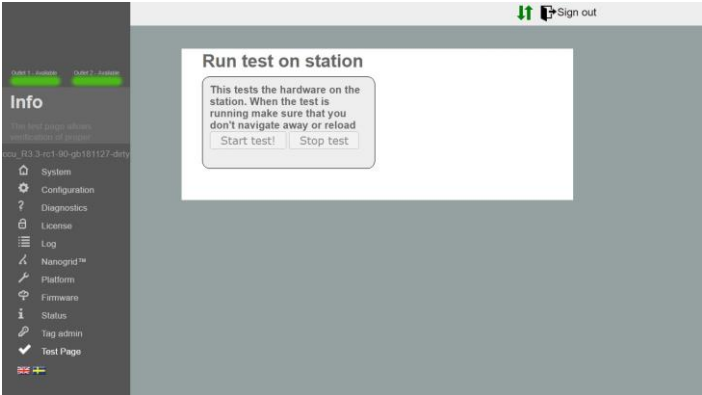 Sign out
Outlet 1 - Available Outlet 2 - Available
Info
The test page allows
verification of proper
ccu_R3.3-rc1-90-gb181127-dirty
System
Configuration
Diagnostics
License
Log
Nanogrid™
Platform
Firmware
Status
Tag admin
Test Page
Run test on station
This tests the hardware on the
station. When the test is
running make sure that you
don't navigate away or reload
Start test! Stop test